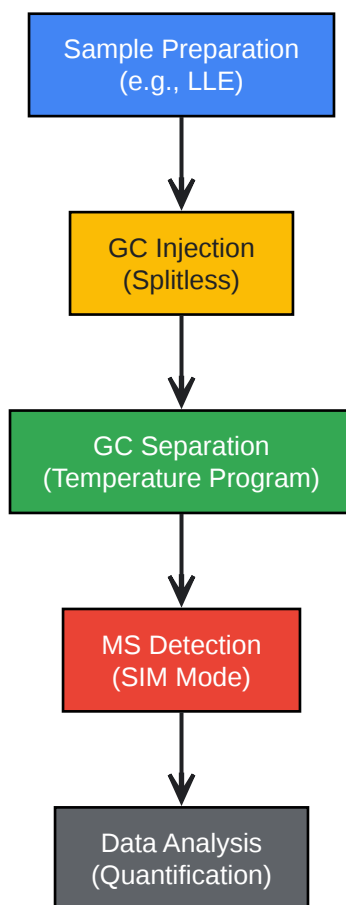 Sample Preparation
(e.g., LLE)
GC Injection
(Splitless)
GC Separation
(Temperature Program)
MS Detection
(SIM Mode)
Data Analysis
(Quantification)